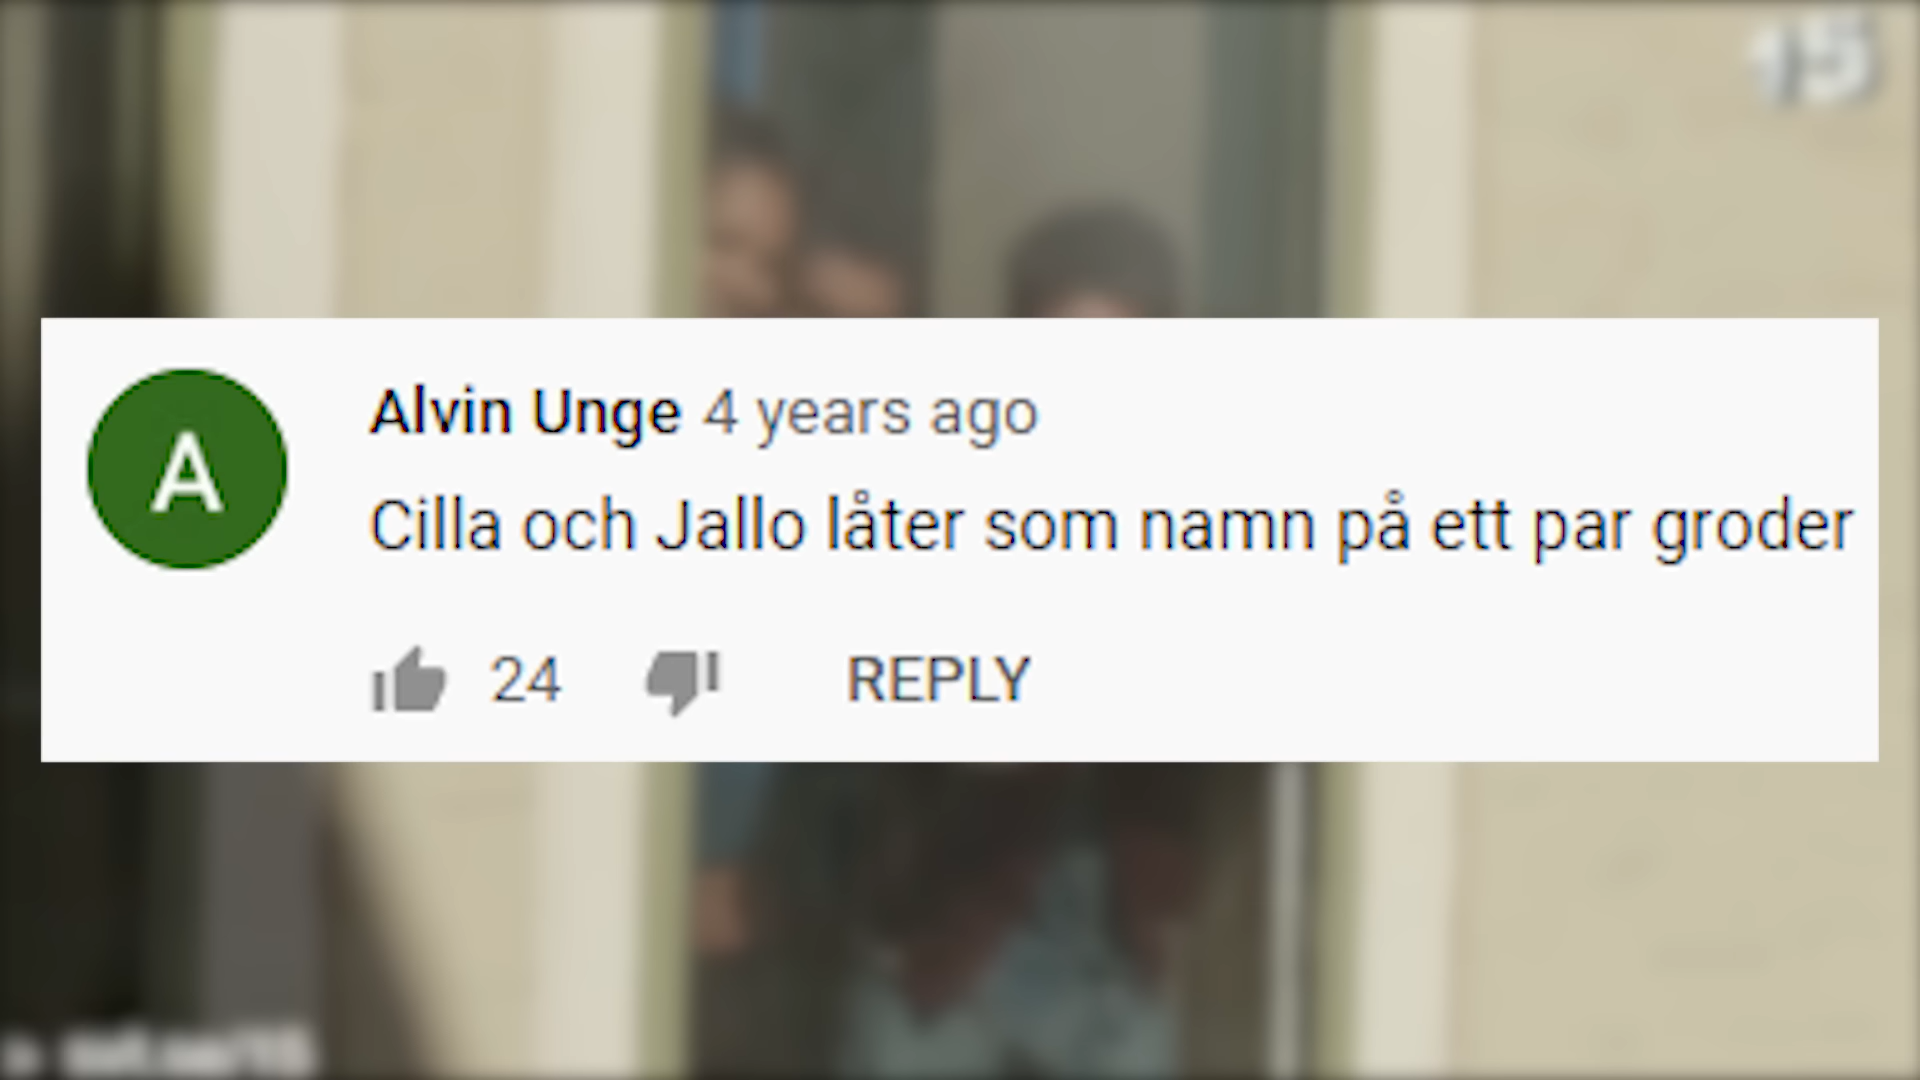 Alvin Unge 4 years ago
A
Cilla och Jallo låter som namn på ett par groder
24
REPLY